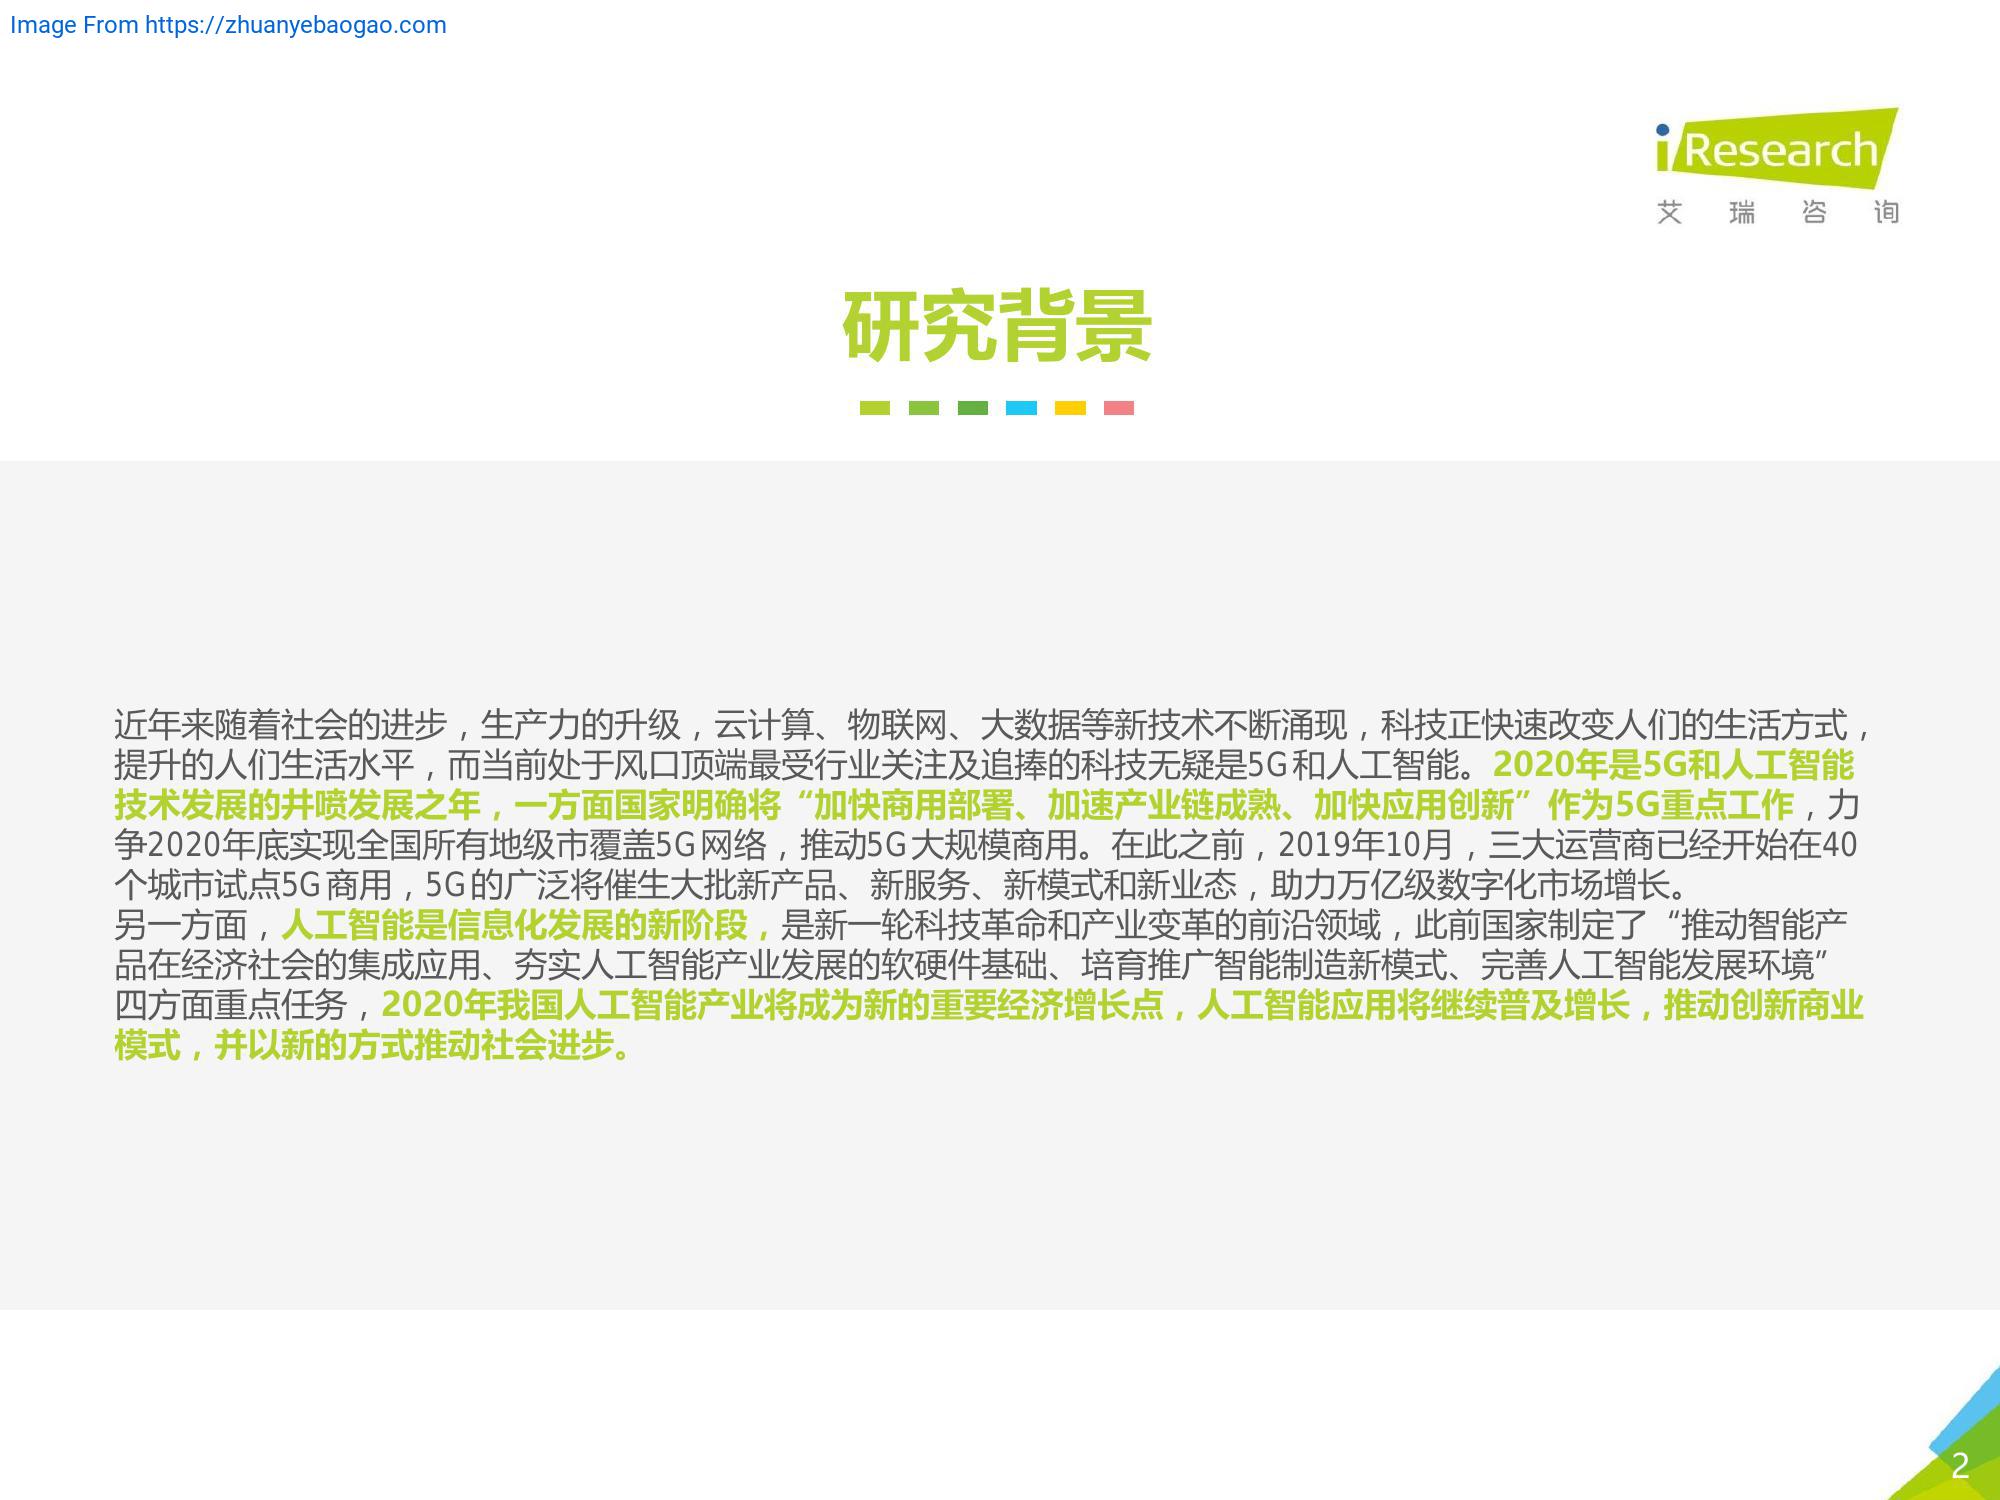 Image From https://zhuanyebaogao.com
iResearch
艾瑞咨询
研究背景
近年来随着社会的进步，生产力的升级，云计算、物联网、大数据等新技术不断涌现，科技正快速改变人们的生活方式，
提升的人们生活水平，而当前处于风口顶端最受行业关注及追捧的科技无疑是5G和人工智能。2020年是5G和人工智能
技术发展的井喷发展之年，一方面国家明确将“加快商用部署、加速产业链成熟、加快应用创新”作为5G重点工作，力
争2020年底实现全国所有地级市覆盖5G网络，推动5G大规模商用。在此之前，2019年10月，三大运营商已经开始在40
个城市试点5G商用，5G的广泛将催生大批新产品、新服务、新模式和新业态，助力万亿级数字化市场增长。
另一方面，人工智能是信息化发展的新阶段，是新一轮科技革命和产业变革的前沿领域，此前国家制定了“推动智能产
品在经济社会的集成应用、夯实人工智能产业发展的软硬件基础、培育推广智能制造新模式、完善人工智能发展环境”
四方面重点任务，2020年我国人工智能产业将成为新的重要经济增长点，人工智能应用将继续普及增长，推动创新商业
模式，并以新的方式推动社会进步。
2